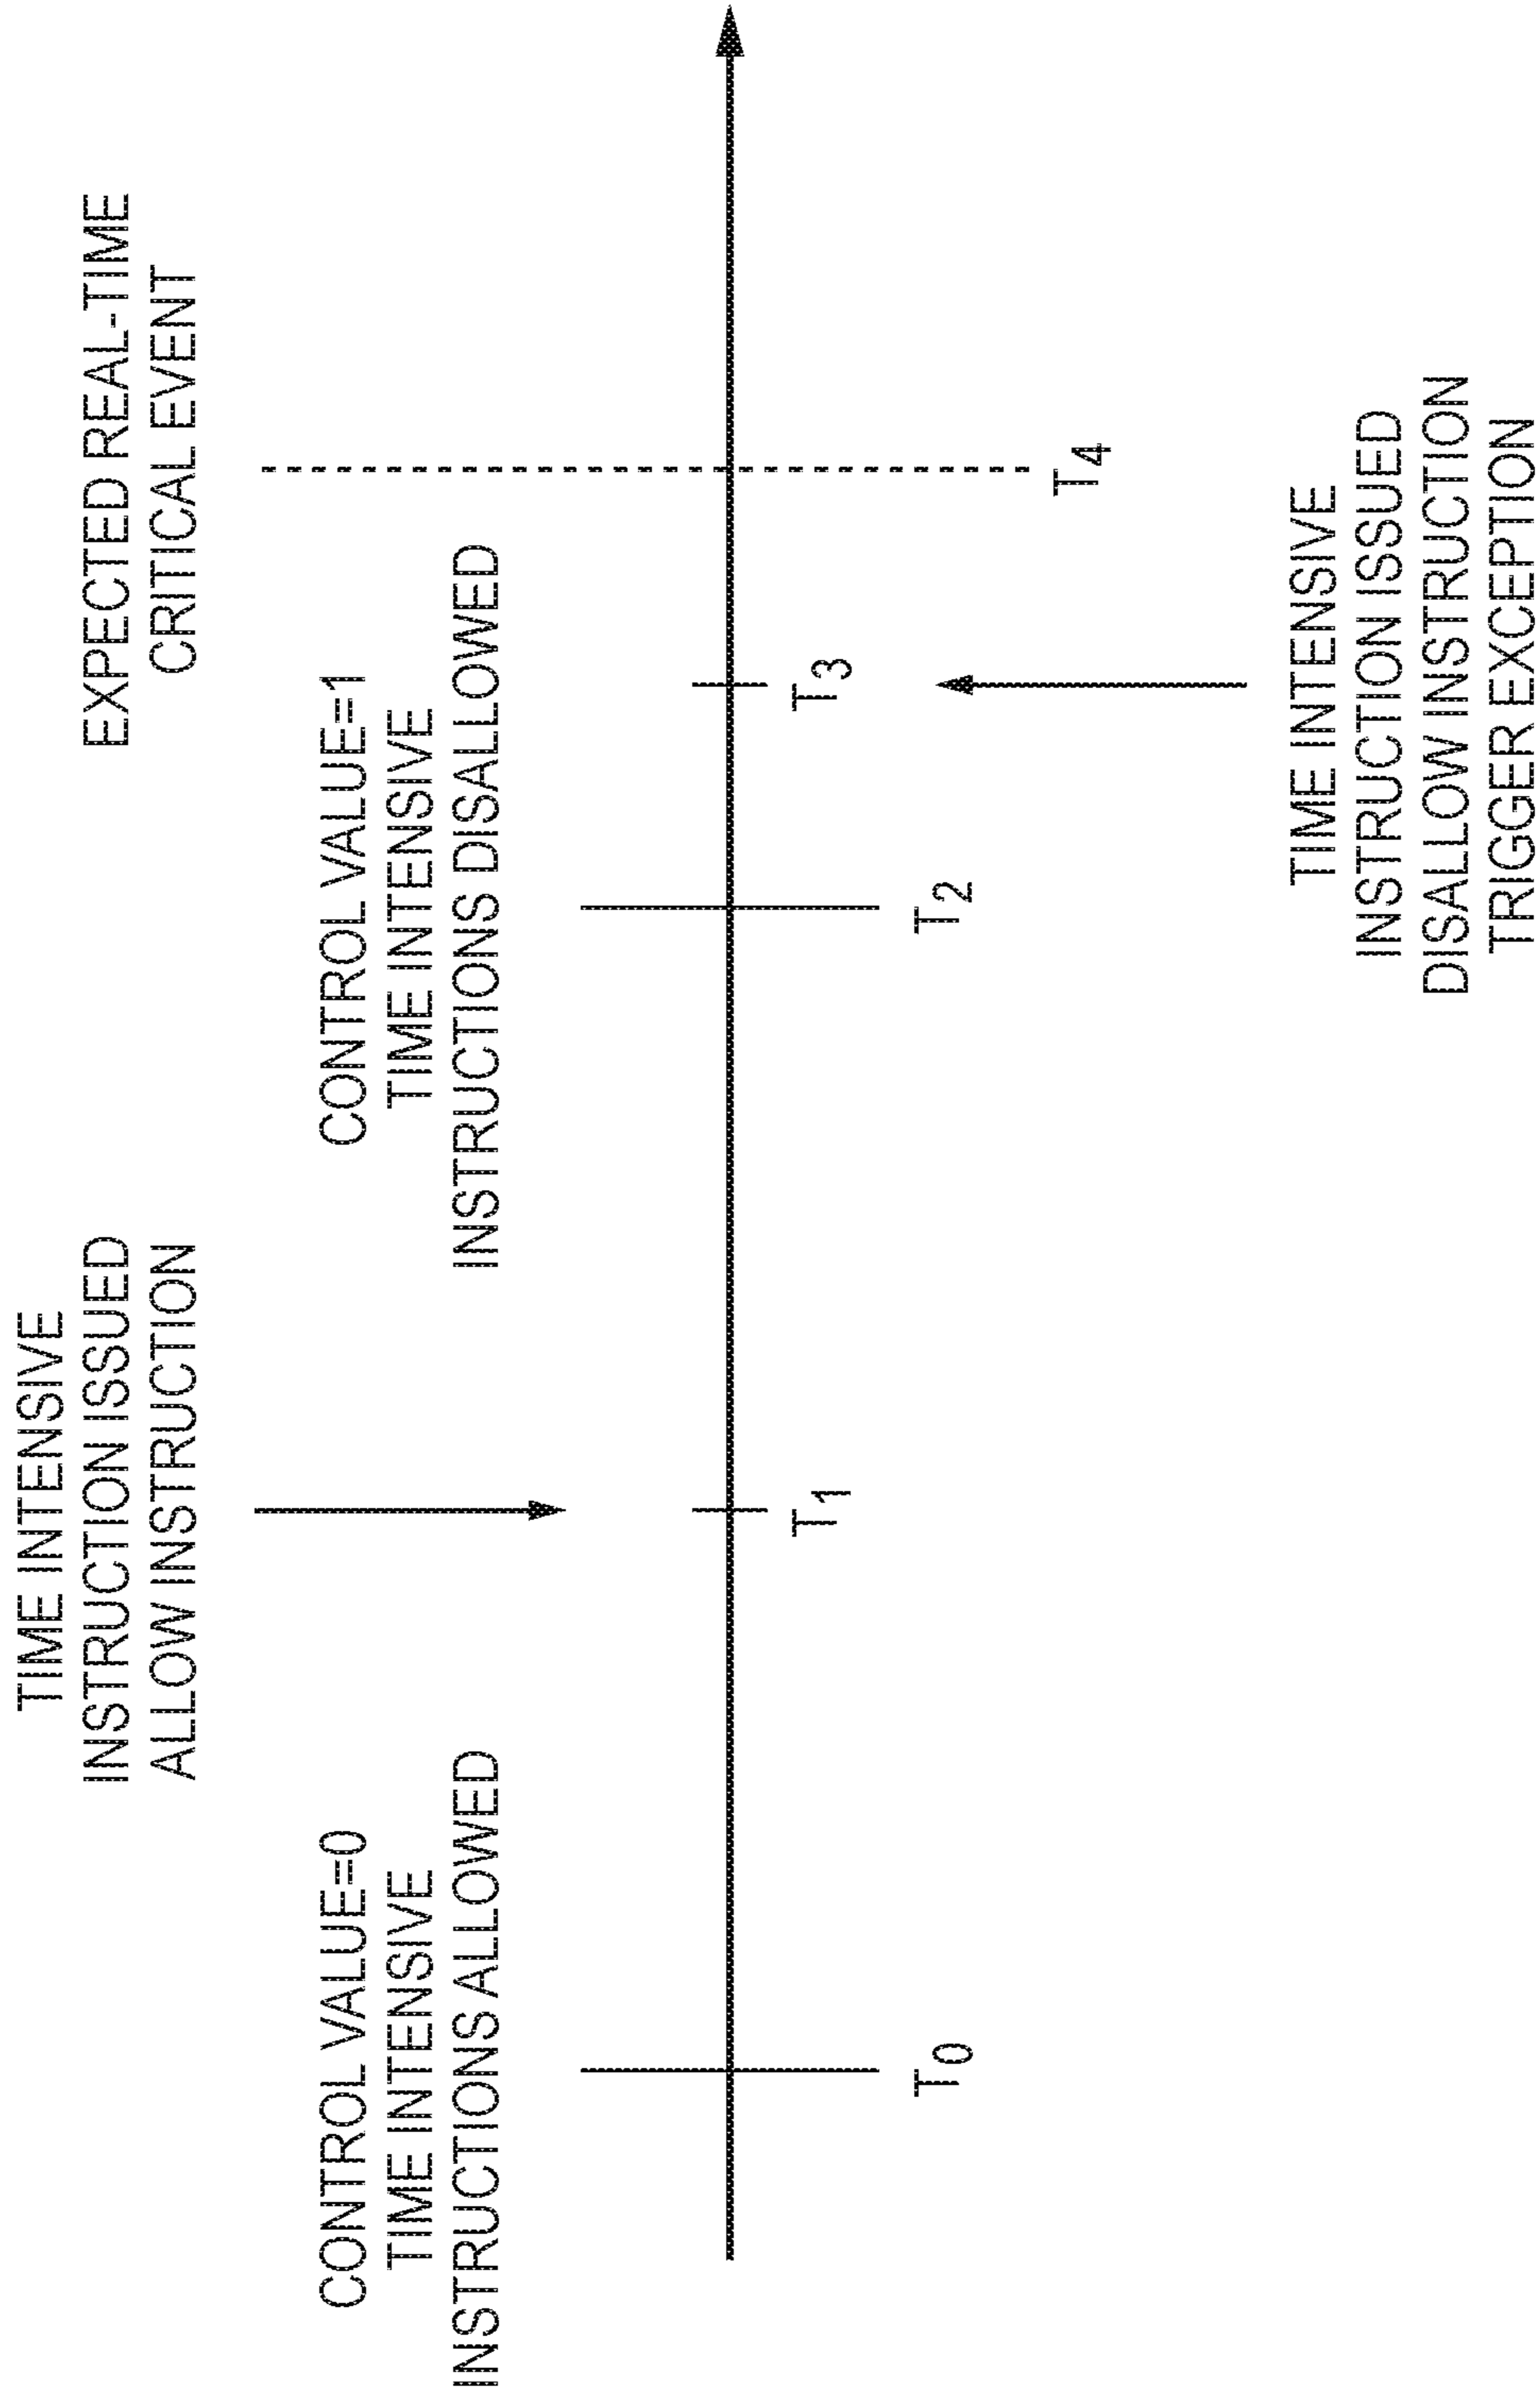 TIME INTENSIVE
INSTRUCTION ISSUED
ALLOW INSTRUCTION
EXPECTED REAL-TIME
CRITICAL EVENT
CONTROL VALUE=0
TIME INTENSIVE
INSTRUCTIONS ALLOWED
CONTROL VALUE=1
TIME INTENSIVE
INSTRUCTIONS DISALLOWED
T0
T1
T2
T3
T4
TIME INTENSIVE
INSTRUCTION ISSUED
DISALLOW INSTRUCTION
TRIGGER EXCEPTION